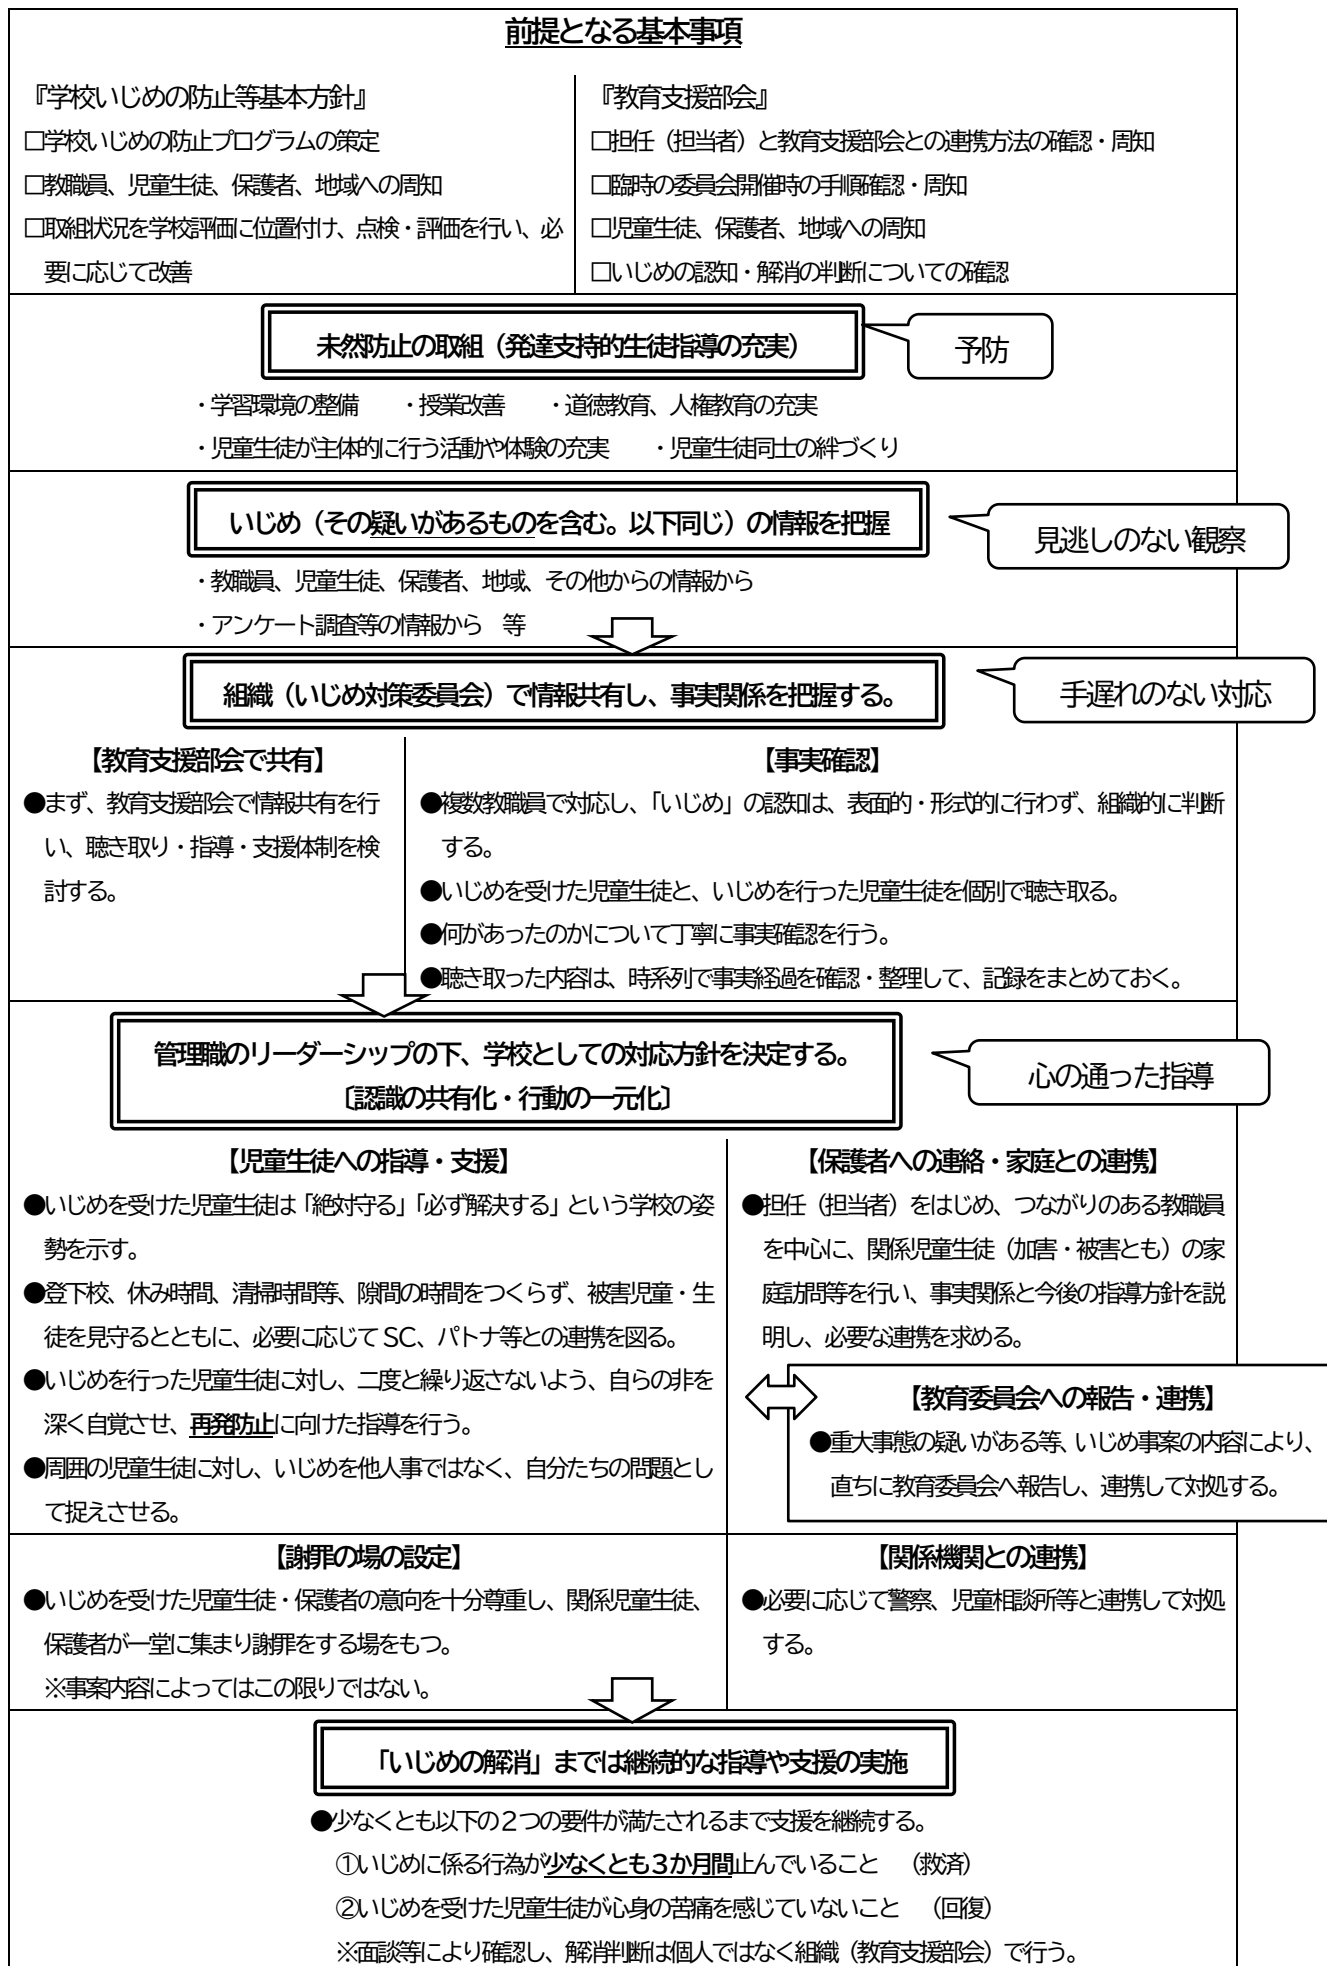 前提となる基本事項
『学校いじめの防止等基本方針』
□学校いじめの防止プログラムの策定
□教職員、児童生徒、保護者、地域への周知
□取組状況を学校評価に位置付け、点検・評価を行い、必
要に応じて改善
『教育支援部会』
□担任（担当者）と教育支援部会との連携方法の確認・周知
□臨時の委員会開催時の手順確認・周知
□児童生徒、保護者、地域への周知
□いじめの認知・解消の判断についての確認
未然防止の取組（発達支持的生徒指導の充実）
予防
・学習環境の整備　　・授業改善　　・道徳教育、人権教育の充実
・児童生徒が主体的に行う活動や体験の充実　　・児童生徒同士の絆づくり
いじめ（その疑いがあるものを含む。以下同じ）の情報を把握
見逃しのない観察
・教職員、児童生徒、保護者、地域、その他からの情報から
・アンケート調査等の情報から　等
組織（いじめ対策委員会）で情報共有し、事実関係を把握する。
手遅れのない対応
【教育支援部会で共有】
●まず、教育支援部会で情報共有を行
い、聴き取り・指導・支援体制を検
討する。
【事実確認】
●複数教職員で対応し、「いじめ」の認知は、表面的・形式的に行わず、組織的に判断
する。
●いじめを受けた児童生徒と、いじめを行った児童生徒を個別で聴き取る。
●何があったのかについて丁寧に事実確認を行う。
●聴き取った内容は、時系列で事実経過を確認・整理して、記録をまとめておく。
管理職のリーダーシップの下、学校としての対応方針を決定する。
〔認識の共有化・行動の一元化〕
心の通った指導
【児童生徒への指導・支援】
●いじめを受けた児童生徒は「絶対守る」「必ず解決する」という学校の姿
勢を示す。
●登下校、休み時間、清掃時間等、隙間の時間をつくらず、被害児童・生
徒を見守るとともに、必要に応じて SC、パトナ等との連携を図る。
●いじめを行った児童生徒に対し、二度と繰り返さないよう、自らの非を
深く自覚させ、再発防止に向けた指導を行う。
●周囲の児童生徒に対し、いじめを他人事ではなく、自分たちの問題とし
て捉えさせる。
【保護者への連絡・家庭との連携】
●担任（担当者）をはじめ、つながりのある教職員
を中心に、関係児童生徒（加害・被害とも）の家
庭訪問等を行い、事実関係と今後の指導方針を説
明し、必要な連携を求める。
【教育委員会への報告・連携】
●重大事態の疑いがある等、いじめ事案の内容により、
直ちに教育委員会へ報告し、連携して対処する。
【謝罪の場の設定】
●いじめを受けた児童生徒・保護者の意向を十分尊重し、関係児童生徒、
保護者が一堂に集まり謝罪をする場をもつ。
※事案内容によってはこの限りではない。
【関係機関との連携】
●必要に応じて警察、児童相談所等と連携して対処
する。
「いじめの解消」までは継続的な指導や支援の実施
●少なくとも以下の２つの要件が満たされるまで支援を継続する。
①いじめに係る行為が少なくとも３か月間止んでいること　（救済）
②いじめを受けた児童生徒が心身の苦痛を感じていないこと　（回復）
※面談等により確認し、解消判断は個人ではなく組織（教育支援部会）で行う。